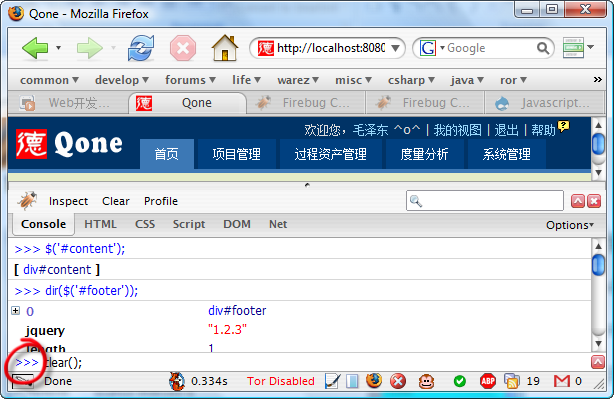 Qone - Mozilla Firefox
http://localhost:8080
Google
common develop forums life warez misc csharp java ror »
Web开发... Qone Firebug C... Firebug C... Javascript...
欢迎您，毛泽东 ^o^ | 我的视图 | 退出 | 帮助
德 Qone
首页 项目管理 过程资产管理 度量分析 系统管理
Inspect Clear Profile
Console HTML CSS Script DOM Net Options
>>> $('#content');
[ div#content ]
>>> dir($('#footer'));
0 div#footer
jquery "1.2.3"
length 1
>>> clear();
Done 0.334s Tor Disabled ABP 19 0